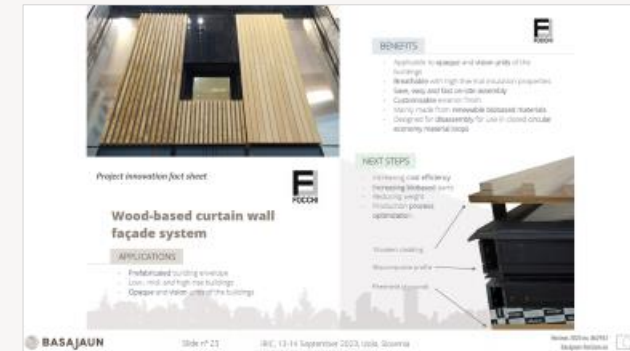 Project innovation fact sheet
FOCCHI
Wood-based curtain wall
façade system
APPLICATIONS
Prefabricated building envelope
Low-, mid- and high-rise buildings
Opaque and vision units of the buildings
FOCCHI
BENEFITS
Applicable to opaque and vision units of the
buildings
Breathable with high thermal insulation properties
Save, easy and fast on-site assembly
Customizable exterior finish
Mainly made from renewable biobased materials
Designed for disassembly for use in closed circular
economy material loops
NEXT STEPS
Increasing cost efficiency
Increasing biobased parts
Reducing weight
Production process
optimization
Wooden cladding
Biocomposite profile
BASAJAUN
Slide nº 23
13-14 September 2023, Izola, Slovenia